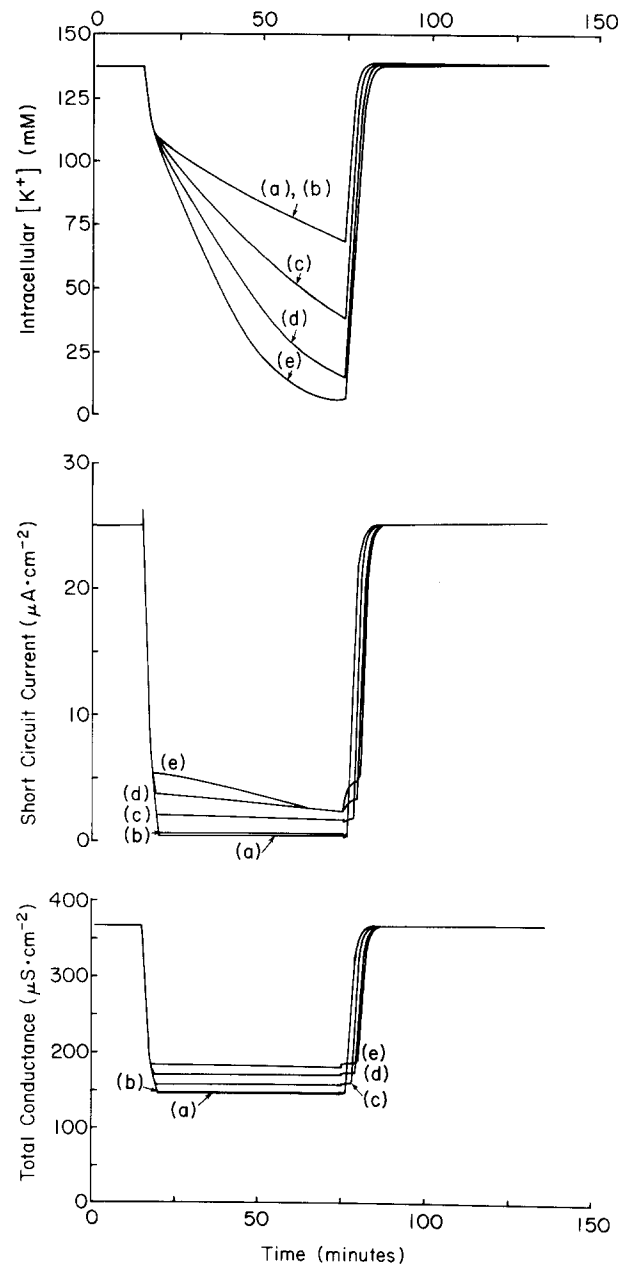 0 50 100 150
150
125
100
75
50
25
0
Intracellular [K+] (mM)
(a), (b)
(c)
(d)
(e)
30
20
10
0
Short Circuit Current (μA·cm⁻²)
(e)
(d)
(c)
(b)
(a)
400
300
200
100
0
Total Conductance (μS·cm⁻²)
(e)
(d)
(b)
(c)
(a)
0 50 100 150
Time (minutes)